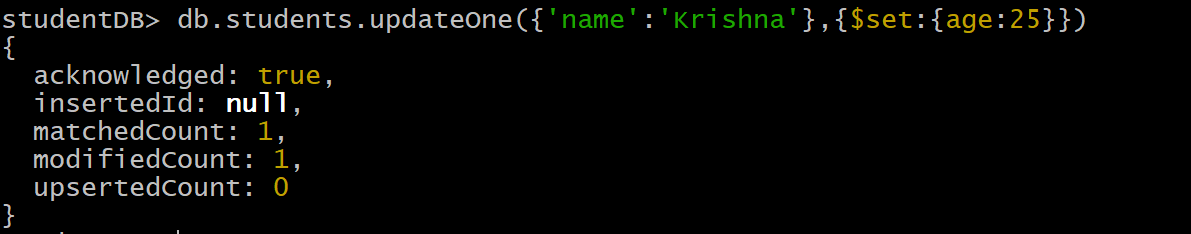 studentDB> db.students.updateOne({'name':'Krishna'},{$set:{age:25}})
{
  acknowledged: true,
  insertedId: null,
  matchedCount: 1,
  modifiedCount: 1,
  upsertedCount: 0
}